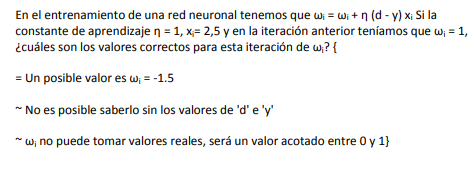 En el entrenamiento de una red neuronal tenemos que ωᵢ = ωᵢ + η (d - y) xᵢ Si la
constante de aprendizaje η = 1, xᵢ= 2,5 y en la iteración anterior teníamos que ωᵢ = 1,
¿cuáles son los valores correctos para esta iteración de ωᵢ? {
= Un posible valor es ωᵢ = -1.5
~ No es posible saberlo sin los valores de 'd' e 'y'
~ ωᵢ no puede tomar valores reales, será un valor acotado entre 0 y 1}